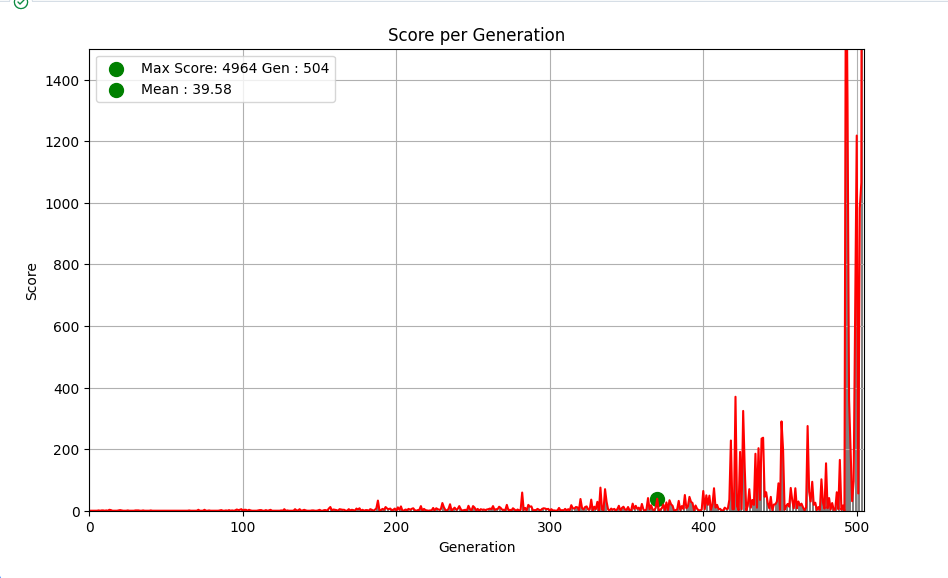 Score per Generation
Max Score: 4964 Gen : 504
Mean : 39.58
1400
1200
1000
800
600
400
200
0
Score
0 100 200 300 400 500
Generation